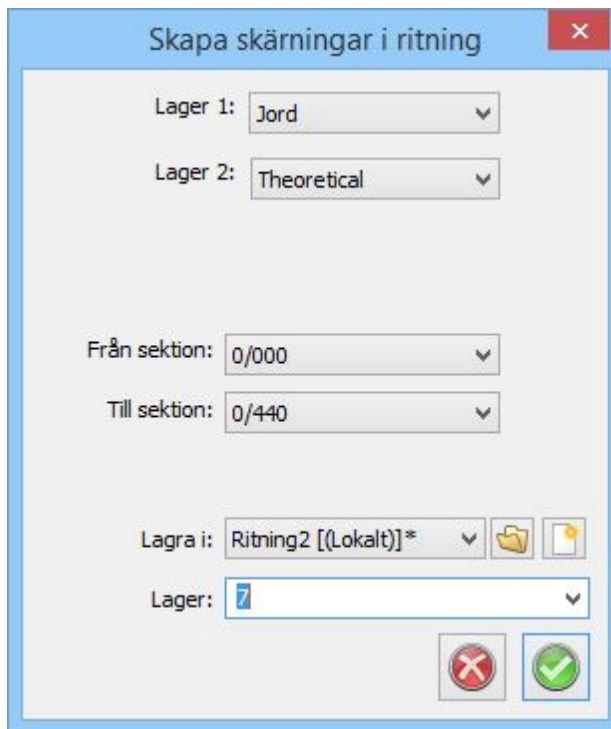 Skapa skärningar i ritning
Lager 1: Jord
Lager 2: Theoretical
Från sektion: 0/000
Till sektion: 0/440
Lagra i: Ritning2 [(Lokalt)]*
Lager: 7